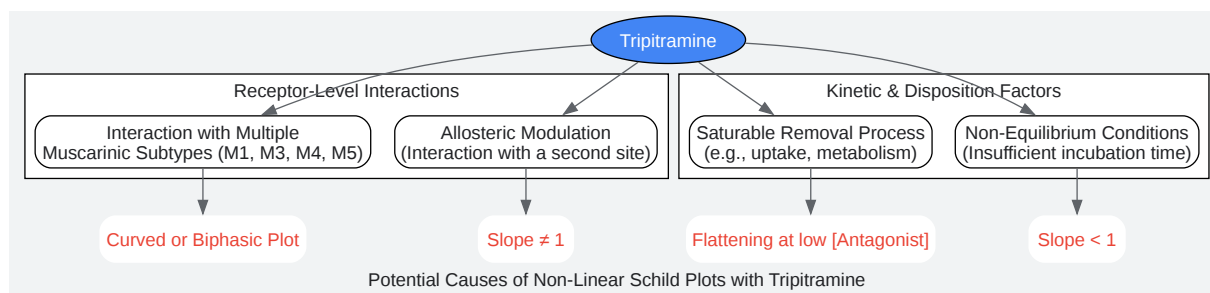 Tripitramine
Receptor-Level Interactions
Kinetic & Disposition Factors
Interaction with Multiple
Muscarinic Subtypes (M1, M3, M4, M5)
Allosteric Modulation
(Interaction with a second site)
Saturable Removal Process
(e.g., uptake, metabolism)
Non-Equilibrium Conditions
(Insufficient incubation time)
Curved or Biphasic Plot
Slope ≠ 1
Flattening at low [Antagonist]
Slope < 1
Potential Causes of Non-Linear Schild Plots with Tripitramine